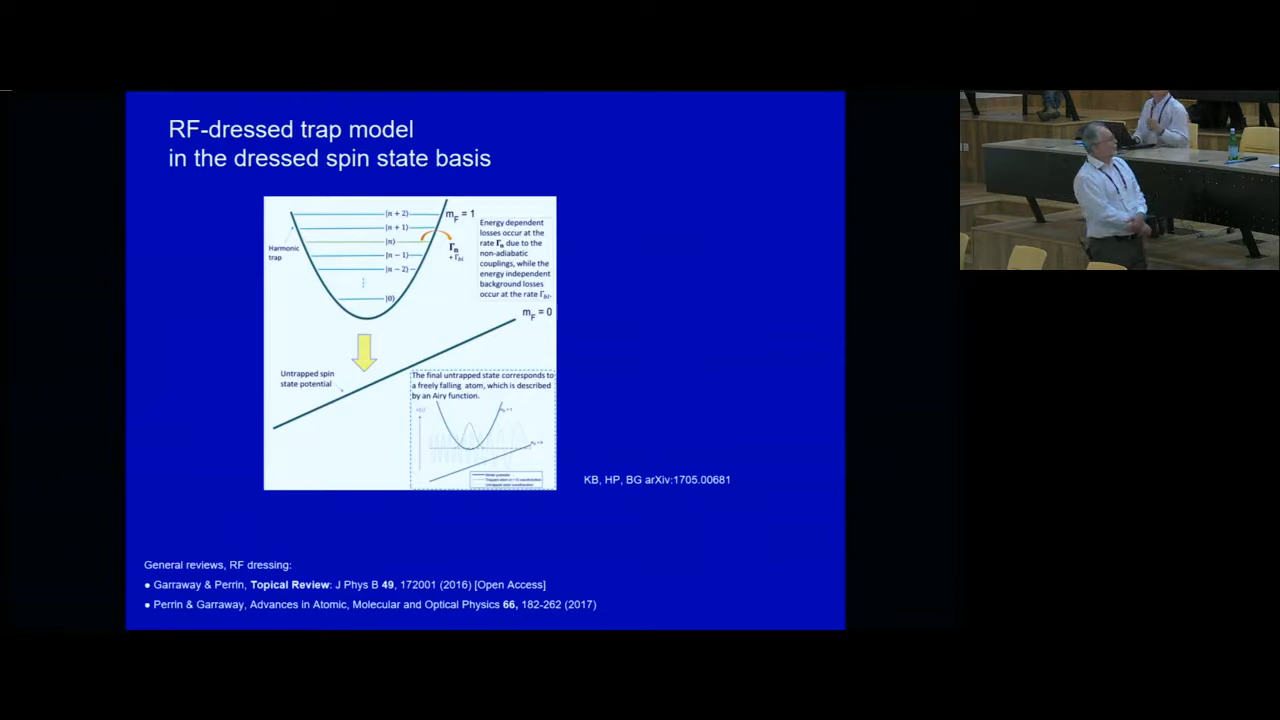 RF-dressed trap model
in the dressed spin state basis
|n + 2⟩
m_F = 1
|n + 1⟩
|n⟩
|n − 1⟩
|n − 2⟩
⋮
|0⟩
Harmonic
trap
Γₙ
+ Γ_bl
Energy dependent
losses occur at the
rate Γₙ due to the
non-adiabatic
couplings, while the
energy independent
background losses
occur at the rate Γ_bl.
m_F = 0
Untrapped spin
state potential
The final untrapped state corresponds to
a freely falling atom, which is described
by an Airy function.
KB, HP, BG arXiv:1705.00681
General reviews, RF dressing:
● Garraway & Perrin, Topical Review: J Phys B 49, 172001 (2016) [Open Access]
● Perrin & Garraway, Advances in Atomic, Molecular and Optical Physics 66, 182-262 (2017)